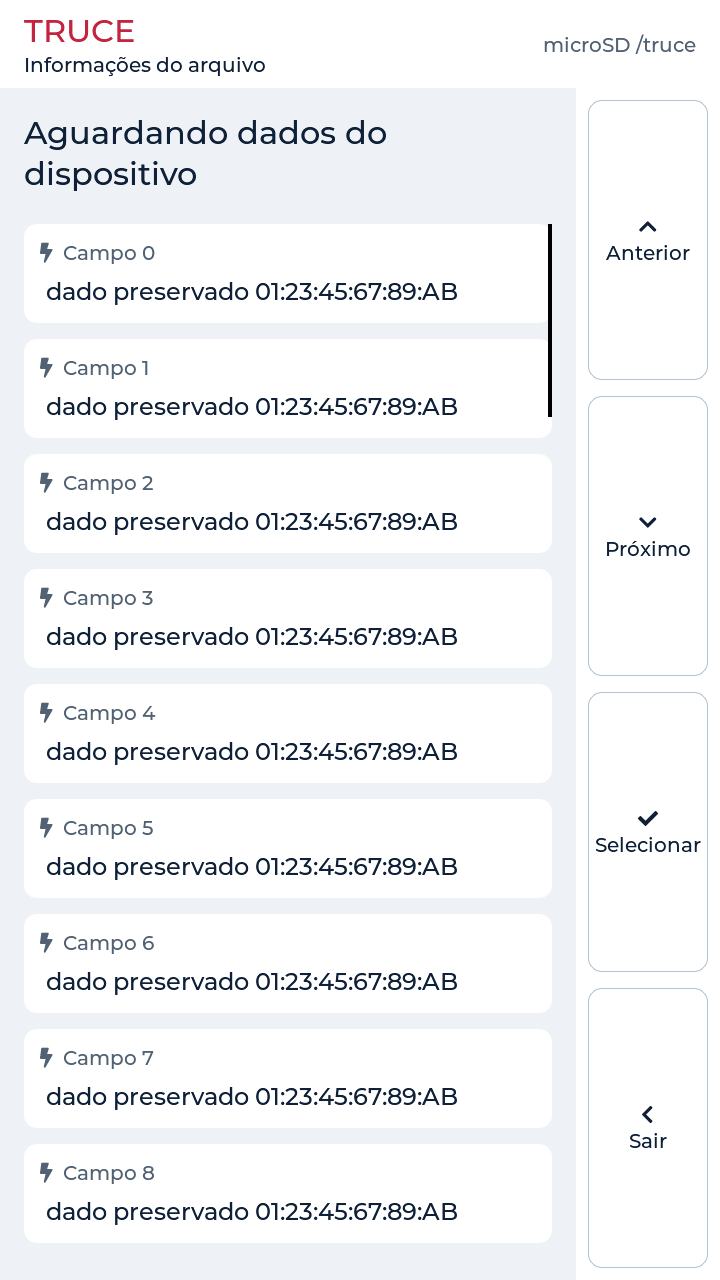 TRUCE
Informações do arquivo
microSD /truce
Aguardando dados do
dispositivo
Campo 0
dado preservado 01:23:45:67:89:AB
Campo 1
dado preservado 01:23:45:67:89:AB
Campo 2
dado preservado 01:23:45:67:89:AB
Campo 3
dado preservado 01:23:45:67:89:AB
Campo 4
dado preservado 01:23:45:67:89:AB
Campo 5
dado preservado 01:23:45:67:89:AB
Campo 6
dado preservado 01:23:45:67:89:AB
Campo 7
dado preservado 01:23:45:67:89:AB
Campo 8
dado preservado 01:23:45:67:89:AB
Anterior
Próximo
Selecionar
Sair